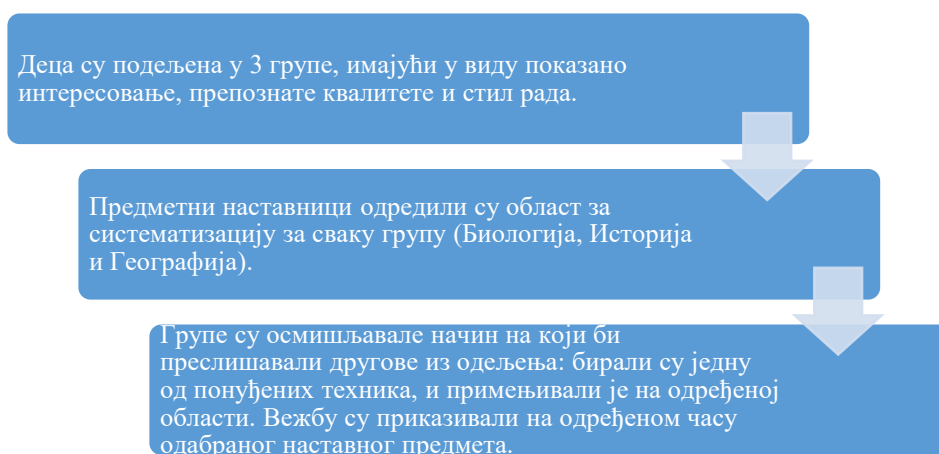 Деца су подељена у 3 групе, имајући у виду показано
интересовање, препознате квалитете и стил рада.
Предметни наставници одредили су област за
систематизацију за сваку групу (Биологија, Историја
и Географија).
Групе су осмишљавале начин на који би
преслишавали другове из одељења: бирали су једну
од понуђених техника, и примењивали је на одређеној
области. Вежбу су приказивали на одређеном часу
одабраног наставног предмета.